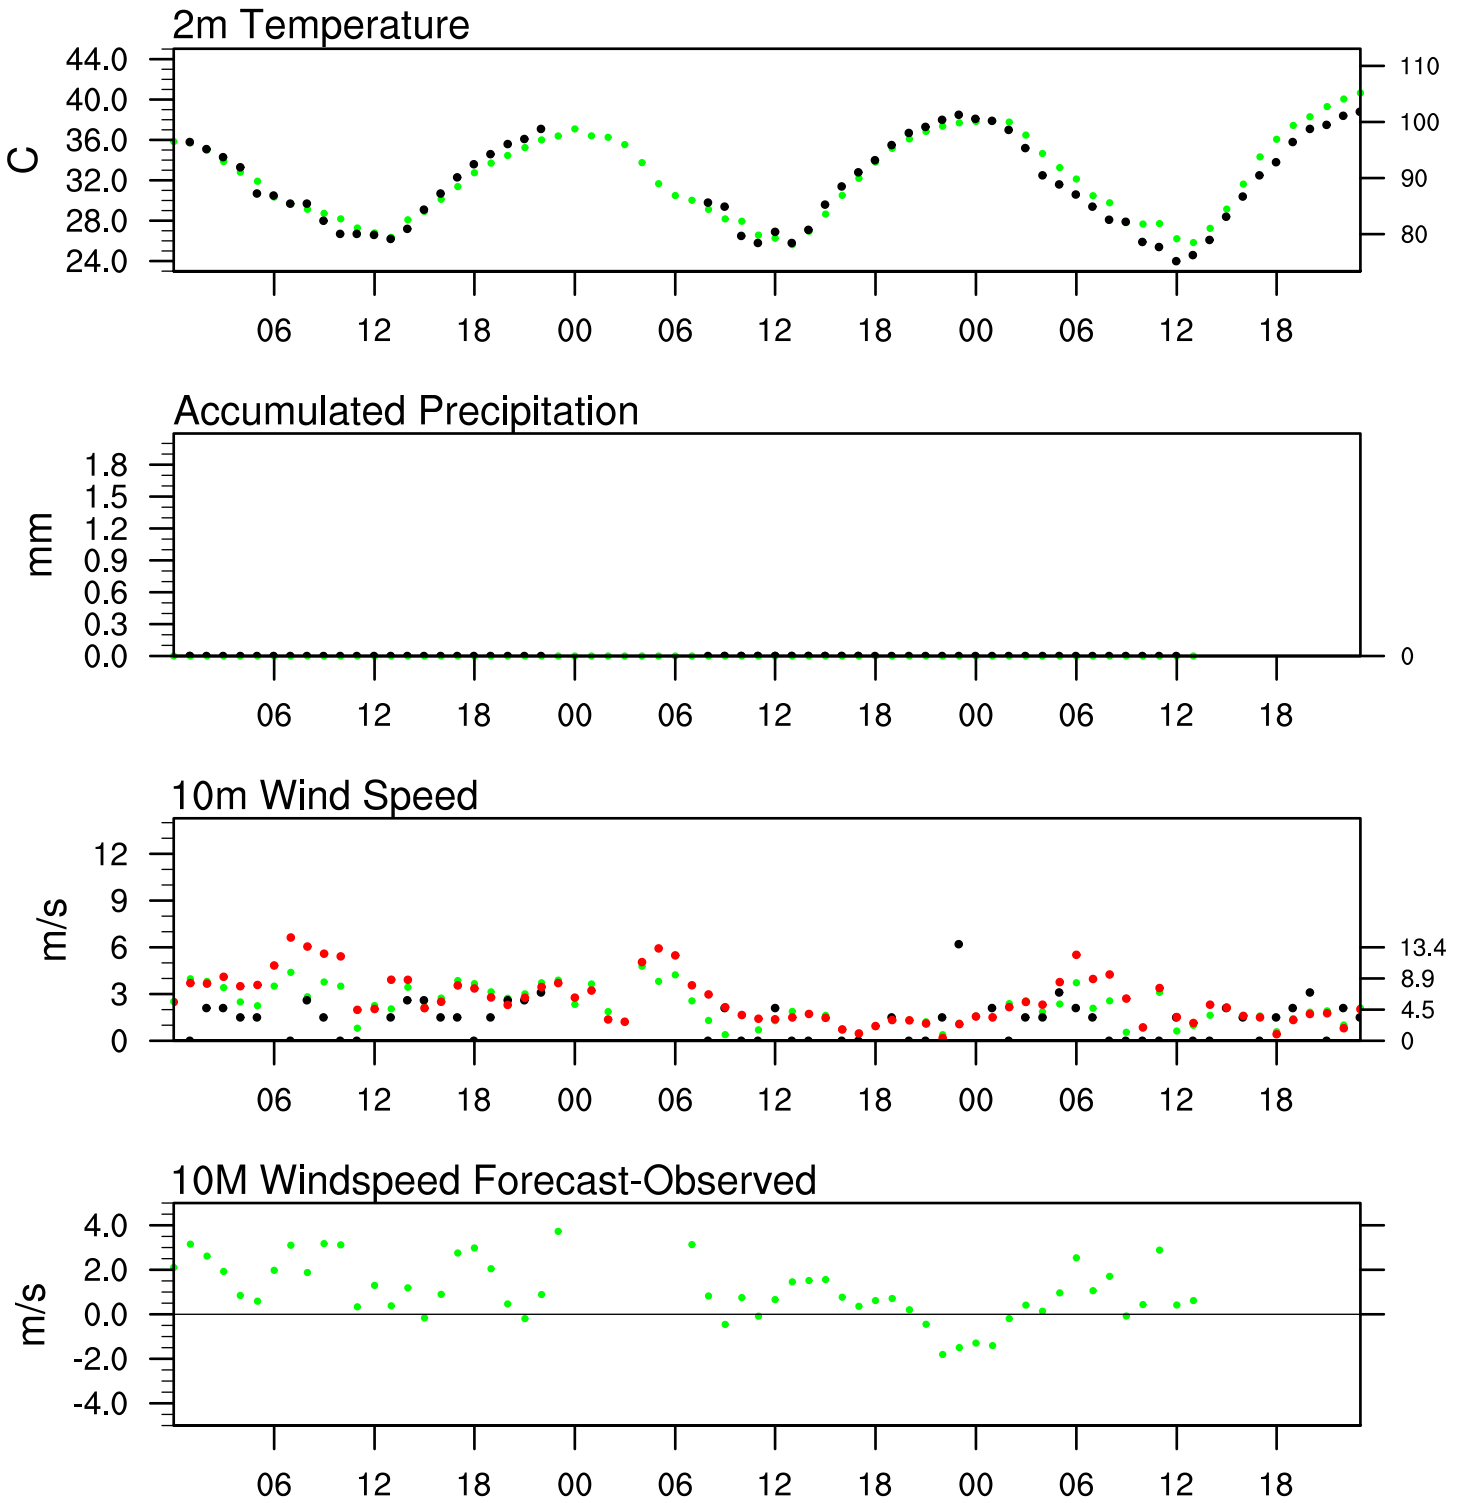 2m Temperature
44.0
40.0
36.0
32.0
28.0
24.0
C
110
100
90
80
06 12 18 00 06 12 18 00 06 12 18
Accumulated Precipitation
1.8
1.5
1.2
0.9
0.6
0.3
0.0
mm
0
06 12 18 00 06 12 18 00 06 12 18
10m Wind Speed
12
9
6
3
0
m/s
13.4
8.9
4.5
0
06 12 18 00 06 12 18 00 06 12 18
10M Windspeed Forecast-Observed
4.0
2.0
0.0
-2.0
-4.0
m/s
06 12 18 00 06 12 18 00 06 12 18